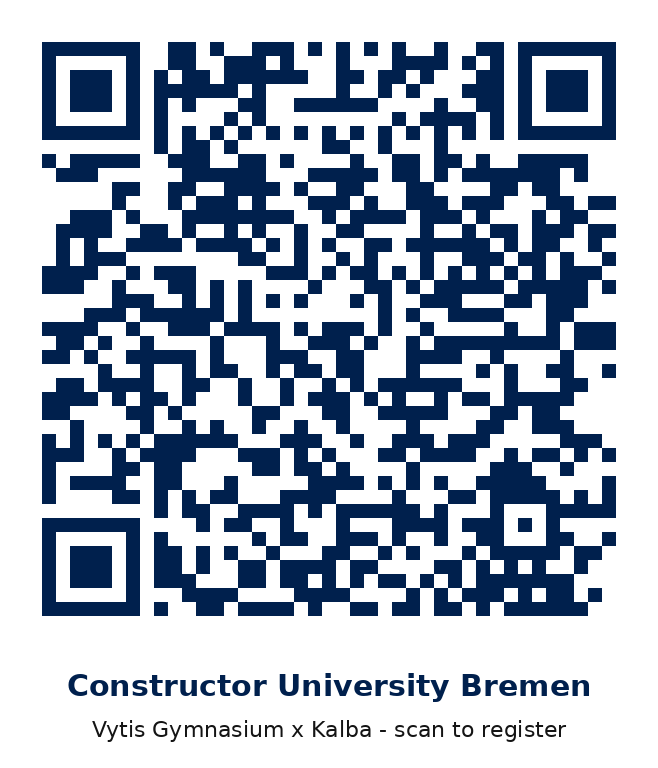 Constructor University Bremen
Vytis Gymnasium x Kalba - scan to register